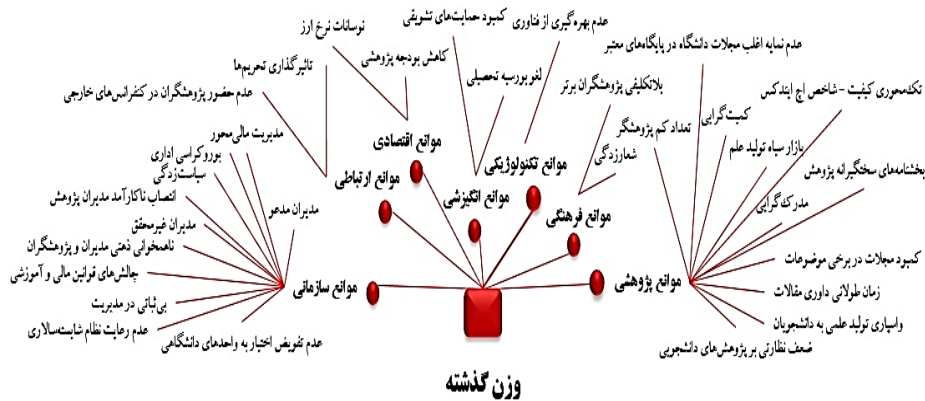 نوسانات نرخ ارز
کمبود حمایت‌های تشویقی
عدم بهره‌گیری از فناوری
عدم نمایه اغلب مجلات دانشگاه در پایگاه‌های معتبر
تاثیرگذاری تحریم‌ها
کاهش بودجه پژوهشی
لغو بورسیه تحصیلی
بلاتکلیفی پژوهشگران برتر
تک‌محوری کیفیت - شاخص اچ ایندکس
عدم حضور پژوهشگران در کنفرانس‌های خارجی
تعداد کم پژوهشگر
کمیت‌گرایی
بازار سیاه تولید علم
مدیریت مالی‌محور
بوروکراسی اداری
سیاست‌زدگی
موانع اقتصادی
موانع تکنولوژیکی
شعارزدگی
بخشنامه‌های سختگیرانه پژوهش
موانع ارتباطی
موانع انگیزشی
موانع فرهنگی
مدرک‌گرایی
انتصاب ناکارآمد مدیران پژوهش
مدیران مدعو
مدیران غیرمحقق
ناهمخوانی ذهنی مدیران و پژوهشگران
چالش‌های قوانین مالی و آموزشی
کمبود مجلات در برخی موضوعات
موانع سازمانی
موانع پژوهشی
زمان طولانی داوری مقالات
بی‌ثباتی در مدیریت
عدم رعایت نظام شایسته‌سالاری
واسپاری تولید علمی به دانشجویان
عدم تفویض اختیار به واحدهای دانشگاهی
ضعف نظارتی بر پژوهش‌های دانشجویی
وزن گذشته